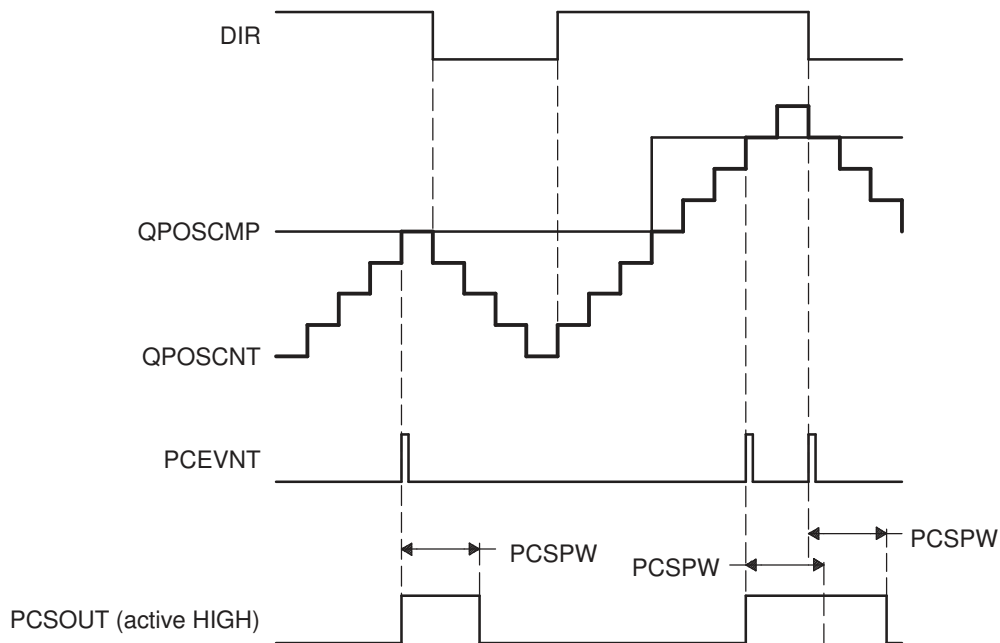 DIR
QPOSCMP
QPOSCNT
PCEVNT
PCSPW
PCSPW
PCSPW
PCSOUT (active HIGH)